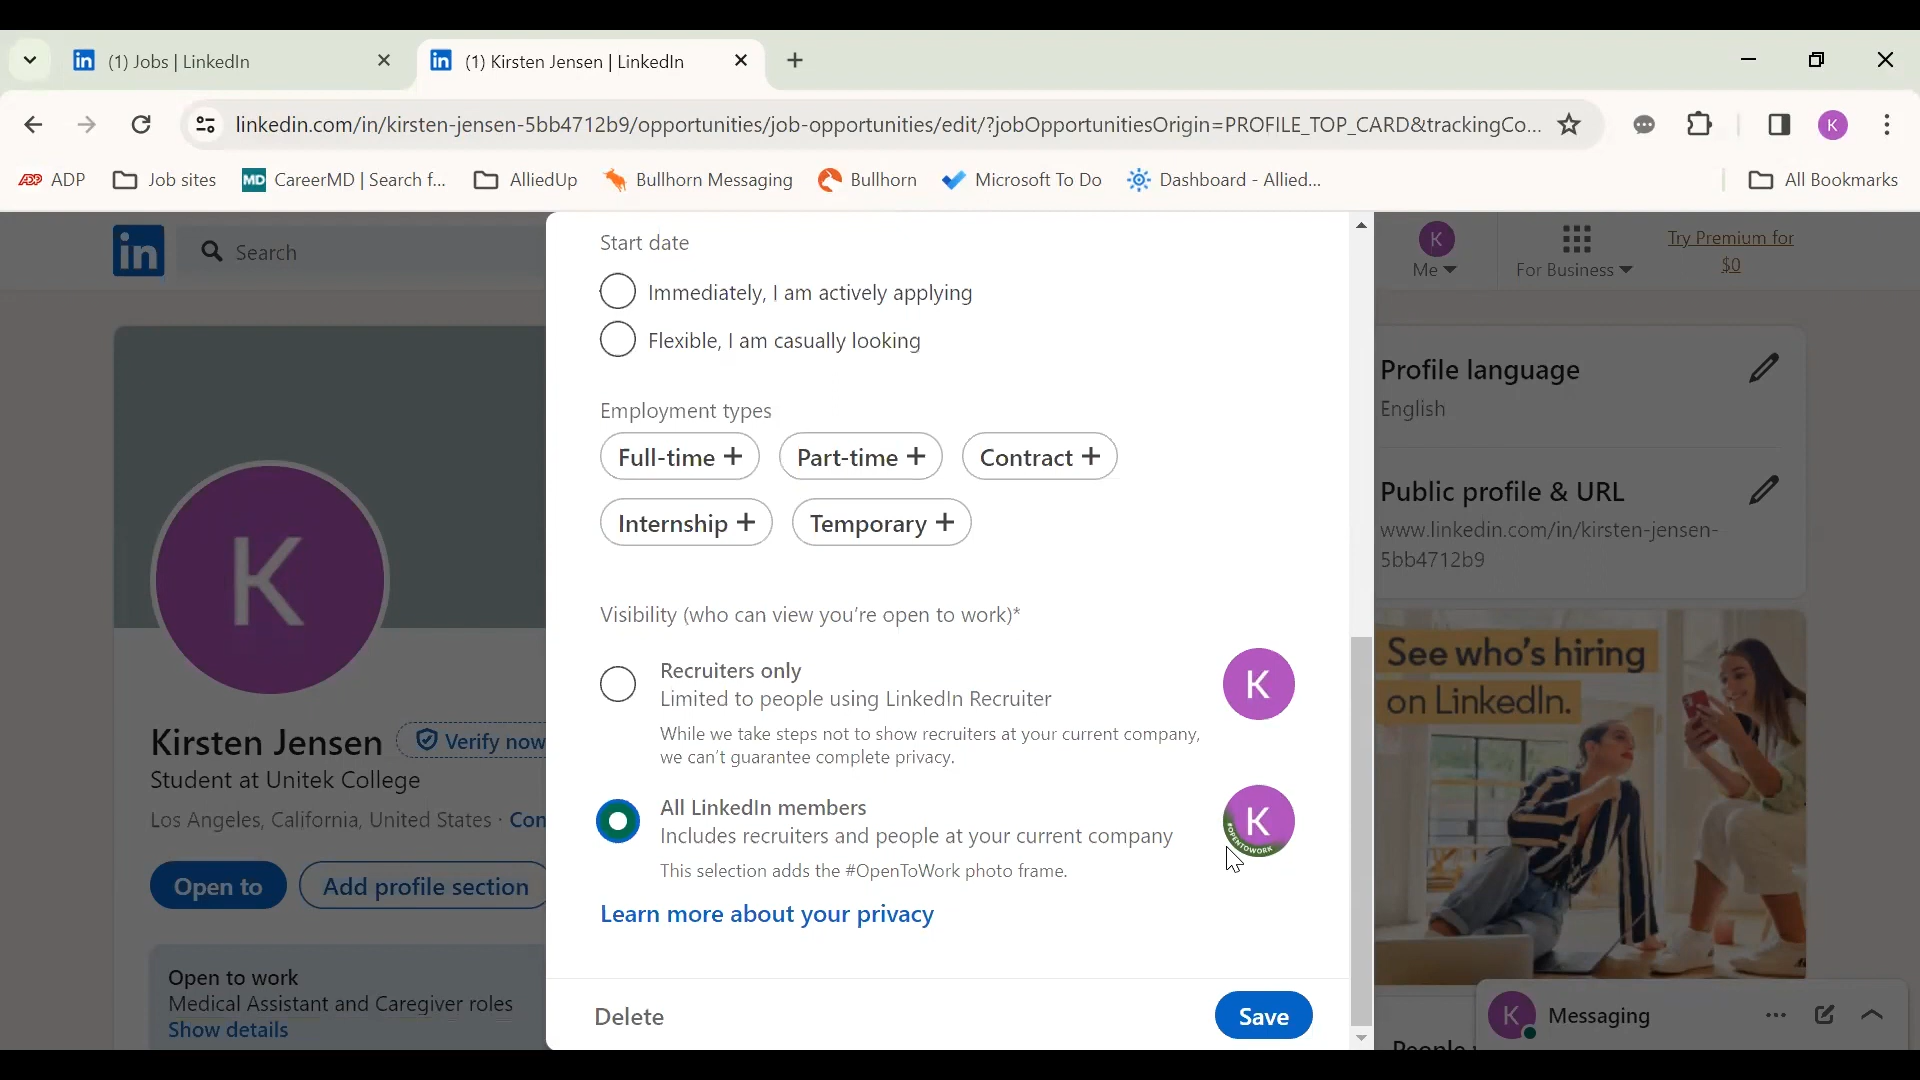 (1) Jobs | LinkedIn
(1) Kirsten Jensen | LinkedIn
linkedin.com/in/kirsten-jensen-5bb4712b9/opportunities/job-opportunities/edit/?jobOpportunitiesOrigin=PROFILE_TOP_CARD&trackingCo...
K
ADP
Job sites
MD CareerMD | Search f...
AlliedUp
Bullhorn Messaging
Bullhorn
Microsoft To Do
Dashboard - Allied...
All Bookmarks
in
Search
K
Me
For Business
Try Premium for
$0
Start date
Immediately, I am actively applying
Flexible, I am casually looking
Employment types
Full-time +
Part-time +
Contract +
Internship +
Temporary +
Visibility (who can view you're open to work)*
Recruiters only
Limited to people using LinkedIn Recruiter
While we take steps not to show recruiters at your current company,
we can't guarantee complete privacy.
K
All LinkedIn members
Includes recruiters and people at your current company
This selection adds the #OpenToWork photo frame.
K
#OPENTOWORK
Learn more about your privacy
Delete
Save
K
Kirsten Jensen
Verify now
Student at Unitek College
Los Angeles, California, United States · Con
Open to
Add profile section
Open to work
Medical Assistant and Caregiver roles
Show details
Profile language
English
Public profile & URL
www.linkedin.com/in/kirsten-jensen-
5bb4712b9
See who's hiring
on LinkedIn.
K
Messaging